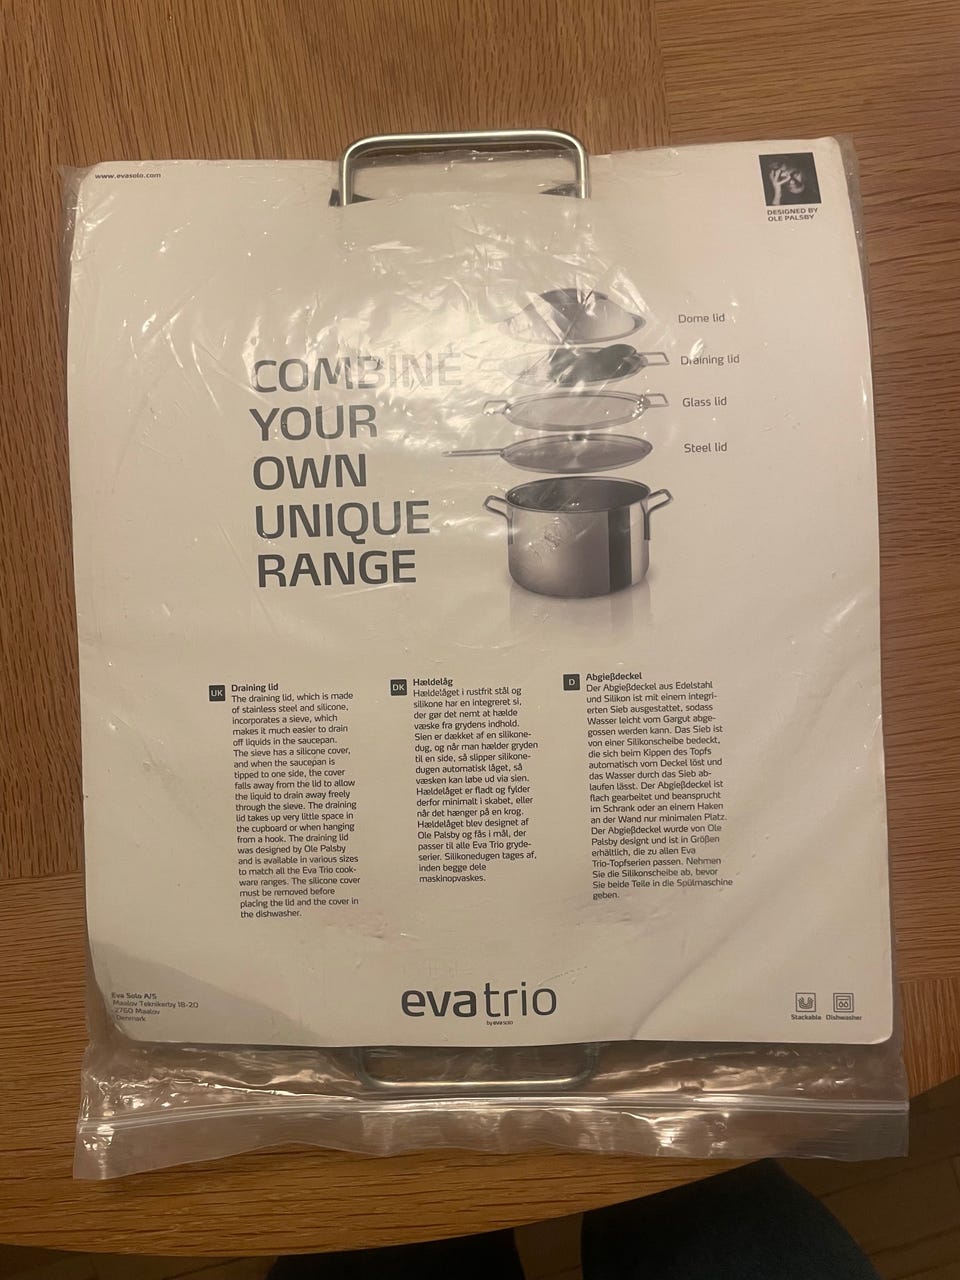 www.evasolo.com
DESIGNED BY
OLE PALSBY
COMBINE
YOUR
OWN
UNIQUE
RANGE
Dome lid
Draining lid
Glass lid
Steel lid
UK
Draining lid
The draining lid, which is made
of stainless steel and silicone,
incorporates a sieve, which
makes it much easier to drain
off liquids in the saucepan.
The sieve has a silicone cover,
and when the saucepan is
tipped to one side, the cover
falls away from the lid to allow
the liquid to drain away freely
through the sieve. The draining
lid takes up very little space in
the cupboard or when hanging
from a hook. The draining lid
was designed by Ole Palsby
and is available in various sizes
to match all the Eva Trio cook-
ware ranges. The silicone cover
must be removed before
placing the lid and the cover in
the dishwasher.
DK
Hældelåg
Hældelåget i rustfrit stål og
silikone har en integreret si,
der gør det nemt at hælde
væske fra grydens indhold.
Sien er dækket af en silikone-
dug, og når man hælder gryden
til en side, så slipper silikone-
dugen automatisk låget, så
væsken kan løbe ud via sien.
Hældelåget er fladt og fylder
derfor minimalt i skabet, eller
når det hænger på en krog.
Hældelåget blev designet af
Ole Palsby og fås i mål, der
passer til alle Eva Trio gryde-
serier. Silikonedugen tages af,
inden begge dele
maskinopvaskes.
D
Abgießdeckel
Der Abgießdeckel aus Edelstahl
und Silikon ist mit einem integri-
erten Sieb ausgestattet, sodass
Wasser leicht vom Gargut abge-
gossen werden kann. Das Sieb ist
von einer Silikonscheibe bedeckt,
die sich beim Kippen des Topfs
automatisch vom Deckel löst und
das Wasser durch das Sieb ab-
laufen lässt. Der Abgießdeckel ist
flach gearbeitet und beansprucht
im Schrank oder an einem Haken
an der Wand nur minimalen Platz.
Der Abgießdeckel wurde von Ole
Palsby designt und ist in Größen
erhältlich, die zu allen Eva
Trio-Topfserien passen. Nehmen
Sie die Silikonscheibe ab, bevor
Sie beide Teile in die Spülmaschine
geben.
Eva Solo A/S
Maaløv Teknikerby 18-20
2760 Maaløv
Denmark
evatrio
by evasolo
Stackable Dishwasher